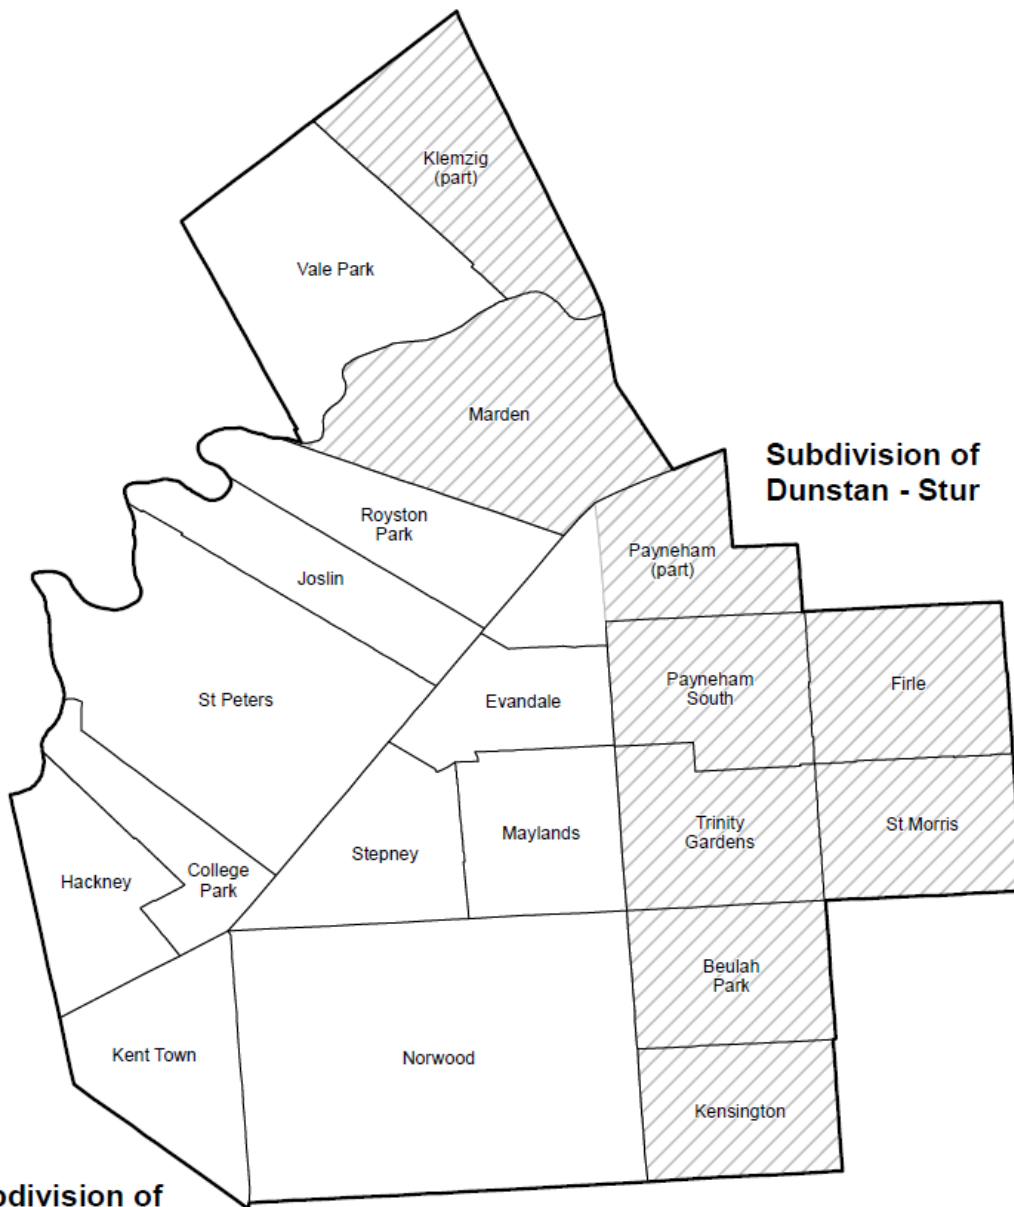 Klemzig
(part)
Vale Park
Marden
Subdivision of
Dunstan - Stur
Royston
Park
Payneham
(part)
Joslin
St Peters
Evandale
Payneham
South
Firle
Hackney
College
Park
Stepney
Maylands
Trinity
Gardens
St Morris
Beulah
Park
Kent Town
Norwood
Kensington
bdivision of